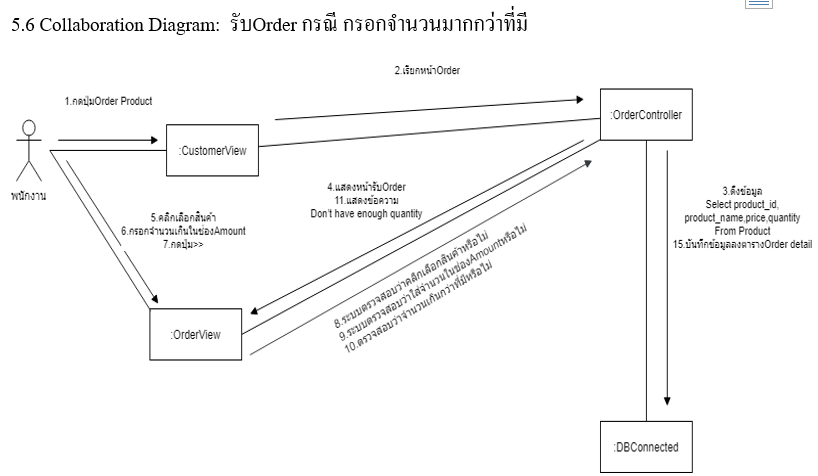 5.6 Collaboration Diagram: รับOrder กรณี กรอกจำนวนมากกว่าที่มี
2.เรียกหน้าOrder
1.กดปุ่มOrder Product
:OrderController
:CustomerView
พนักงาน
4.แสดงหน้ารับOrder
11.แสดงข้อความ
Don't have enough quantity
3.ดึงข้อมูล
Select product_id,
product_name,price,quantity
From Product
15.บันทึกข้อมูลลงตารางOrder detail
5.คลิกเลือกสินค้า
6.กรอกจำนวนเกินในช่องAmount
7.กดปุ่ม>>
8.ระบบตรวจสอบว่าคลิกเลือกสินค้าหรือไม่
9.ระบบตรวจสอบว่าใส่จำนวนในช่องAmountหรือไม่
10.ตรวจสอบว่าจำนวนเกินกว่าที่มีหรือไม่
:OrderView
:DBConnected